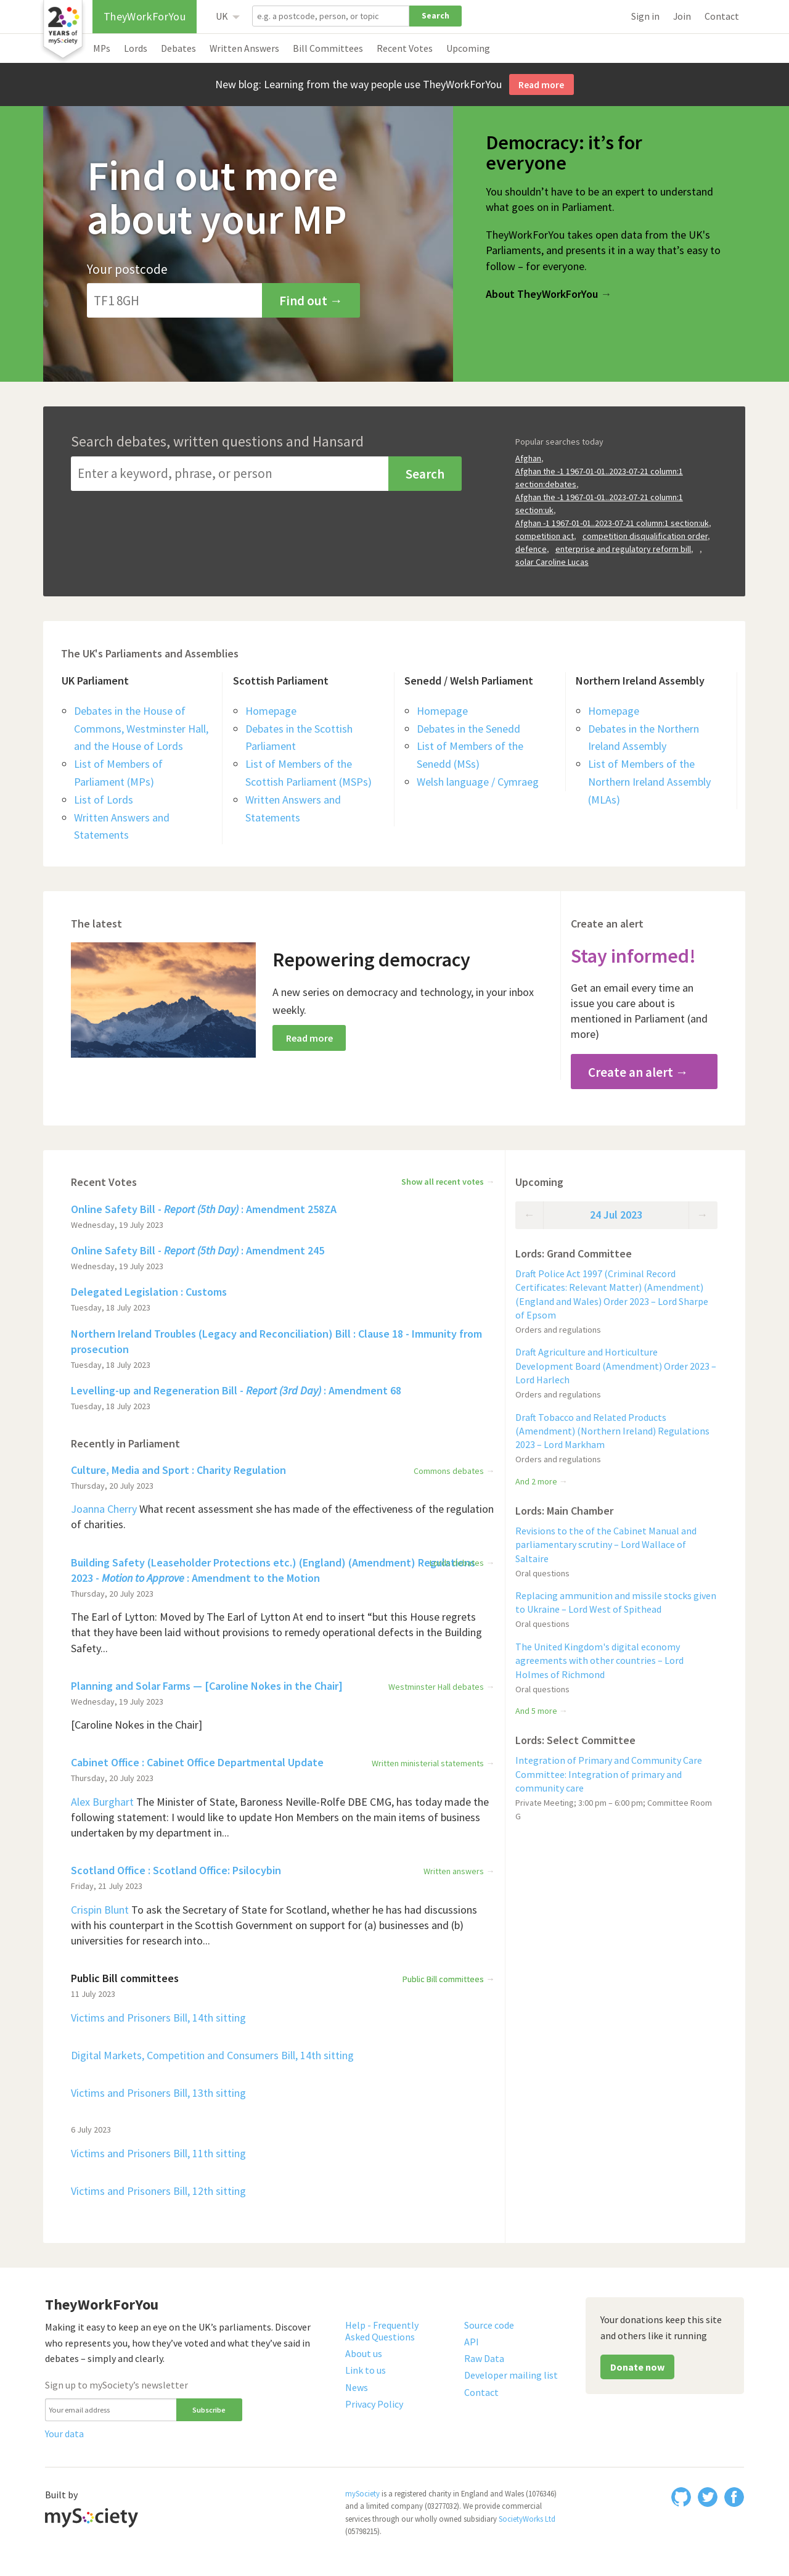 20
YEARS of
mySociety
TheyWorkForYou
UK
e.g. a postcode, person, or topic
Search
Sign in
Join
Contact
MPs
Lords
Debates
Written Answers
Bill Committees
Recent Votes
Upcoming
New blog: Learning from the way people use TheyWorkForYou
Read more
Find out more
about your MP
Your postcode
TF1 8GH
Find out →
Democracy: it’s for
everyone
You shouldn’t have to be an expert to understand
what goes on in Parliament.
TheyWorkForYou takes open data from the UK's
Parliaments, and presents it in a way that’s easy to
follow – for everyone.
About TheyWorkForYou →
Search debates, written questions and Hansard
Enter a keyword, phrase, or person
Search
Popular searches today
Afghan,
Afghan the -1 1967-01-01..2023-07-21 column:1
section:debates,
Afghan the -1 1967-01-01..2023-07-21 column:1
section:uk,
Afghan -1 1967-01-01..2023-07-21 column:1 section:uk,
competition act, competition disqualification order,
defence, enterprise and regulatory reform bill, ,
solar Caroline Lucas
The UK's Parliaments and Assemblies
UK Parliament
Debates in the House of
Commons, Westminster Hall,
and the House of Lords
List of Members of
Parliament (MPs)
List of Lords
Written Answers and
Statements
Scottish Parliament
Homepage
Debates in the Scottish
Parliament
List of Members of the
Scottish Parliament (MSPs)
Written Answers and
Statements
Senedd / Welsh Parliament
Homepage
Debates in the Senedd
List of Members of the
Senedd (MSs)
Welsh language / Cymraeg
Northern Ireland Assembly
Homepage
Debates in the Northern
Ireland Assembly
List of Members of the
Northern Ireland Assembly
(MLAs)
The latest
Repowering democracy
A new series on democracy and technology, in your inbox
weekly.
Read more
Create an alert
Stay informed!
Get an email every time an
issue you care about is
mentioned in Parliament (and
more)
Create an alert →
Recent Votes
Show all recent votes →
Online Safety Bill - Report (5th Day) : Amendment 258ZA
Wednesday, 19 July 2023
Online Safety Bill - Report (5th Day) : Amendment 245
Wednesday, 19 July 2023
Delegated Legislation : Customs
Tuesday, 18 July 2023
Northern Ireland Troubles (Legacy and Reconciliation) Bill : Clause 18 - Immunity from
prosecution
Tuesday, 18 July 2023
Levelling-up and Regeneration Bill - Report (3rd Day) : Amendment 68
Tuesday, 18 July 2023
Recently in Parliament
Culture, Media and Sport : Charity Regulation
Commons debates →
Thursday, 20 July 2023
Joanna Cherry What recent assessment she has made of the effectiveness of the regulation
of charities.
Building Safety (Leaseholder Protections etc.) (England) (Amendment) Regulations
2023 - Motion to Approve : Amendment to the Motion
Thursday, 20 July 2023
The Earl of Lytton: Moved by The Earl of Lytton At end to insert “but this House regrets
that they have been laid without provisions to remedy operational defects in the Building
Safety...
Planning and Solar Farms — [Caroline Nokes in the Chair]
Westminster Hall debates →
Wednesday, 19 July 2023
[Caroline Nokes in the Chair]
Cabinet Office : Cabinet Office Departmental Update
Written ministerial statements →
Thursday, 20 July 2023
Alex Burghart The Minister of State, Baroness Neville-Rolfe DBE CMG, has today made the
following statement: I would like to update Hon Members on the main items of business
undertaken by my department in...
Scotland Office : Scotland Office: Psilocybin
Written answers →
Friday, 21 July 2023
Crispin Blunt To ask the Secretary of State for Scotland, whether he has had discussions
with his counterpart in the Scottish Government on support for (a) businesses and (b)
universities for research into...
Public Bill committees
Public Bill committees →
11 July 2023
Victims and Prisoners Bill, 14th sitting
Digital Markets, Competition and Consumers Bill, 14th sitting
Victims and Prisoners Bill, 13th sitting
6 July 2023
Victims and Prisoners Bill, 11th sitting
Victims and Prisoners Bill, 12th sitting
Upcoming
← 24 Jul 2023 →
Lords: Grand Committee
Draft Police Act 1997 (Criminal Record
Certificates: Relevant Matter) (Amendment)
(England and Wales) Order 2023 – Lord Sharpe
of Epsom
Orders and regulations
Draft Agriculture and Horticulture
Development Board (Amendment) Order 2023 –
Lord Harlech
Orders and regulations
Draft Tobacco and Related Products
(Amendment) (Northern Ireland) Regulations
2023 – Lord Markham
Orders and regulations
And 2 more →
Lords: Main Chamber
Revisions to the of the Cabinet Manual and
parliamentary scrutiny – Lord Wallace of
Saltaire
Oral questions
Replacing ammunition and missile stocks given
to Ukraine – Lord West of Spithead
Oral questions
The United Kingdom's digital economy
agreements with other countries – Lord
Holmes of Richmond
Oral questions
And 5 more →
Lords: Select Committee
Integration of Primary and Community Care
Committee: Integration of primary and
community care
Private Meeting; 3:00 pm – 6:00 pm; Committee Room
G
TheyWorkForYou
Making it easy to keep an eye on the UK’s parliaments. Discover
who represents you, how they’ve voted and what they’ve said in
debates – simply and clearly.
Sign up to mySociety’s newsletter
Your email address
Subscribe
Your data
Help - Frequently
Asked Questions
About us
Link to us
News
Privacy Policy
Source code
API
Raw Data
Developer mailing list
Contact
Your donations keep this site
and others like it running
Donate now
Built by
mySociety
mySociety is a registered charity in England and Wales (1076346)
and a limited company (03277032). We provide commercial
services through our wholly owned subsidiary SocietyWorks Ltd
(05798215).